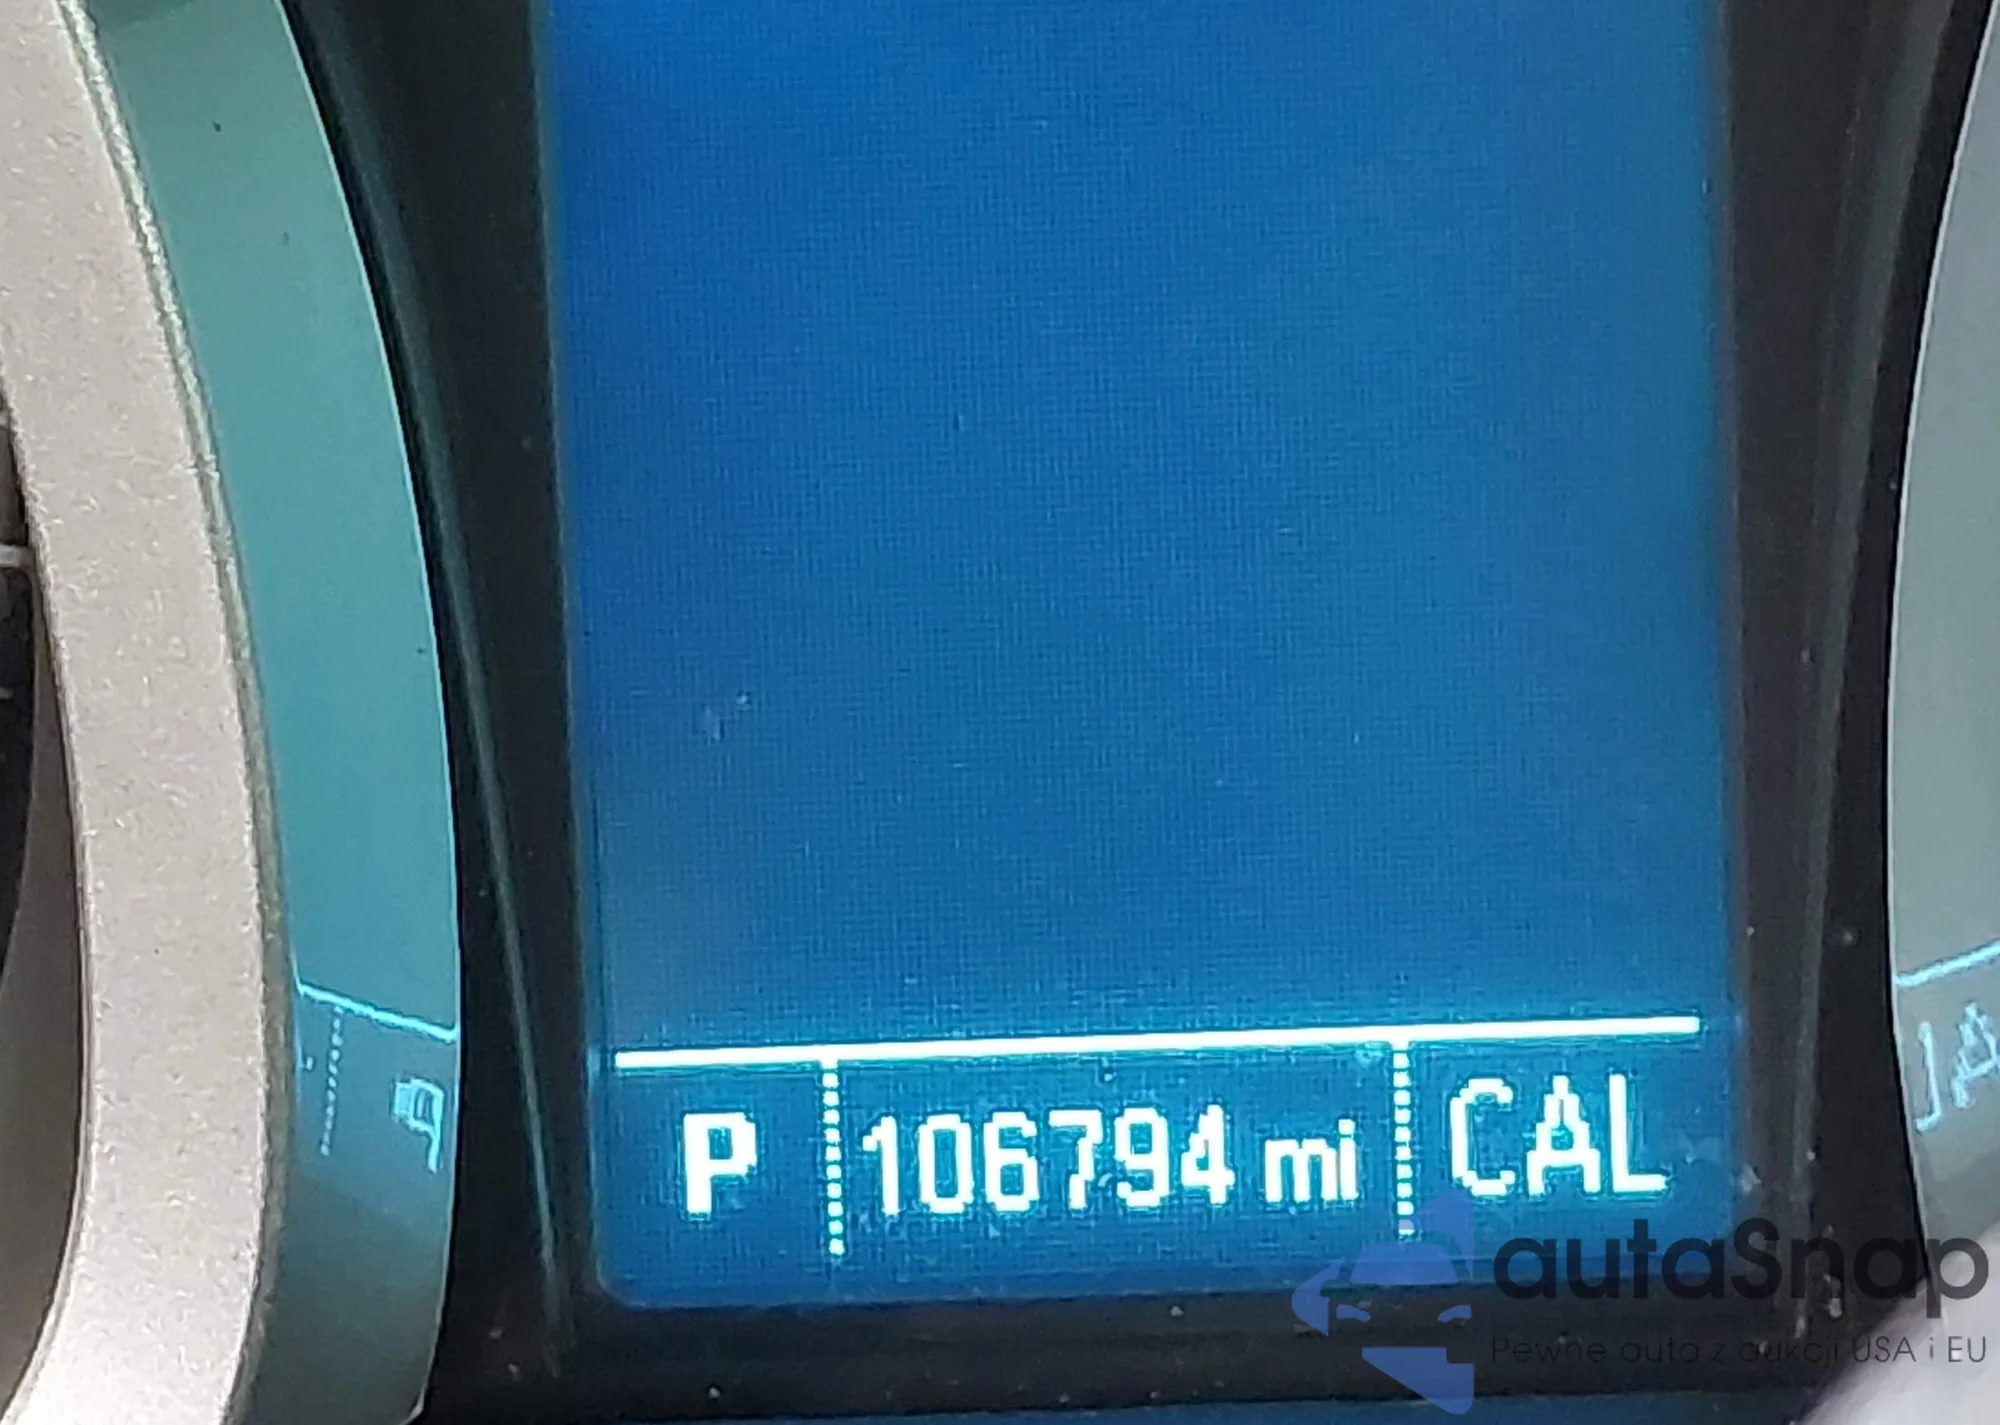 P 106794 mi CAL
autaSnap
Pewne auta z aukcji USA i EU